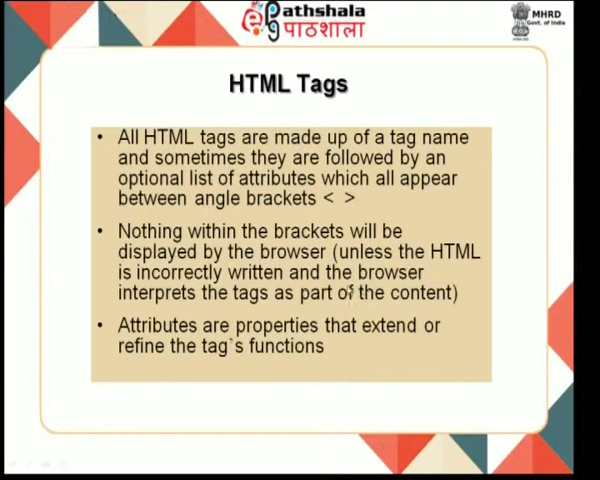 ePathshala
पाठशाला
MHRD
Govt. of India
HTML Tags
• All HTML tags are made up of a tag name
and sometimes they are followed by an
optional list of attributes which all appear
between angle brackets < >
• Nothing within the brackets will be
displayed by the browser (unless the HTML
is incorrectly written and the browser
interprets the tags as part of the content)
• Attributes are properties that extend or
refine the tag`s functions